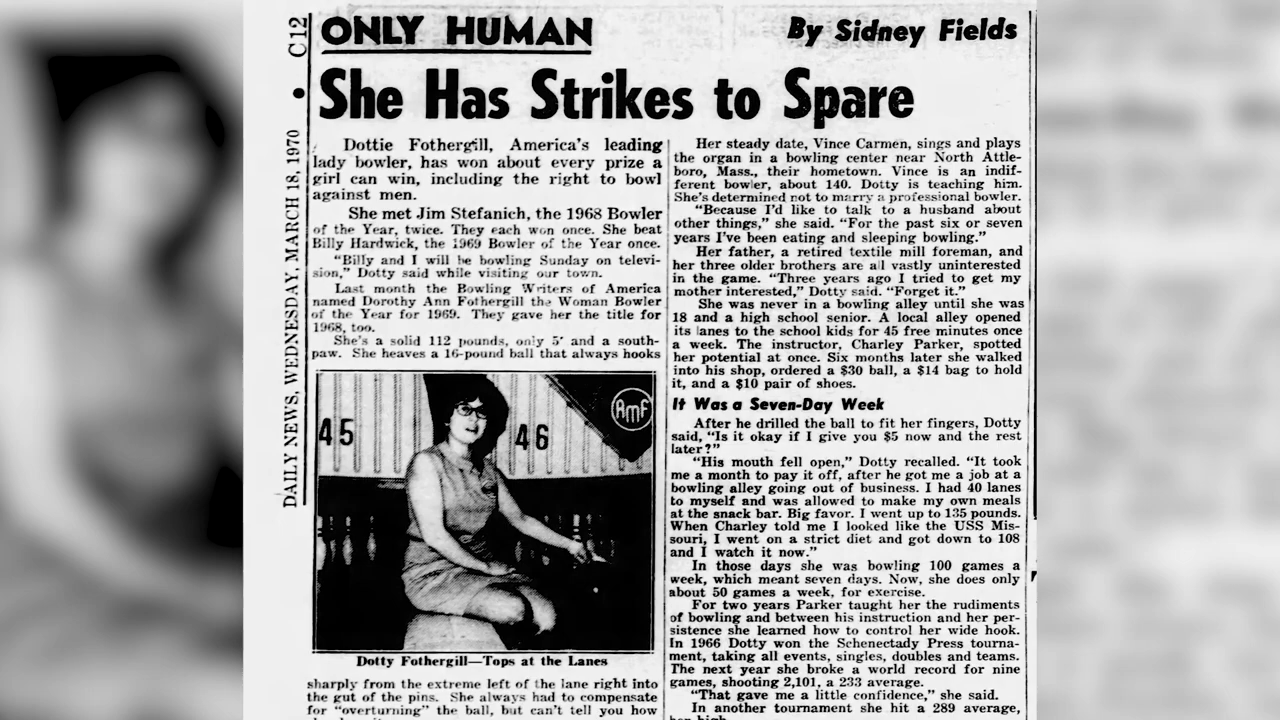 DAILY NEWS, WEDNESDAY, MARCH 18, 1970 • C12
ONLY HUMAN
By Sidney Fields
She Has Strikes to Spare
Dottie Fothergill, America's leading
lady bowler, has won about every prize a
girl can win, including the right to bowl
against men.
She met Jim Stefanich, the 1968 Bowler
of the Year, twice. They each won once. She beat
Billy Hardwick, the 1969 Bowler of the Year once.
"Billy and I will be bowling Sunday on televi-
sion," Dotty said while visiting our town.
Last month the Bowling Writers of America
named Dorothy Ann Fothergill the Woman Bowler
of the Year for 1969. They gave her the title for
1968, too.
She's a solid 112 pounds, only 5' and a south-
paw. She heaves a 16-pound ball that always hooks
45
46
AMF
Dotty Fothergill—Tops at the Lanes
sharply from the extreme left of the lane right into
the gut of the pins. She always had to compensate
for "overturning" the ball, but can't tell you how
Her steady date, Vince Carmen, sings and plays
the organ in a bowling center near North Attle-
boro, Mass., their hometown. Vince is an indif-
ferent bowler, about 140. Dotty is teaching him.
She's determined not to marry a professional bowler.
"Because I'd like to talk to a husband about
other things," she said. "For the past six or seven
years I've been eating and sleeping bowling."
Her father, a retired textile mill foreman, and
her three older brothers are all vastly uninterested
in the game. "Three years ago I tried to get my
mother interested," Dotty said. "Forget it."
She was never in a bowling alley until she was
18 and a high school senior. A local alley opened
its lanes to the school kids for 45 free minutes once
a week. The instructor, Charley Parker, spotted
her potential at once. Six months later she walked
into his shop, ordered a $30 ball, a $14 bag to hold
it, and a $10 pair of shoes.
It Was a Seven-Day Week
After he drilled the ball to fit her fingers, Dotty
said, "Is it okay if I give you $5 now and the rest
later?"
"His mouth fell open," Dotty recalled. "It took
me a month to pay it off, after he got me a job at a
bowling alley going out of business. I had 40 lanes
to myself and was allowed to make my own meals
at the snack bar. Big favor. I went up to 135 pounds.
When Charley told me I looked like the USS Mis-
souri, I went on a strict diet and got down to 108
and I watch it now."
In those days she was bowling 100 games a
week, which meant seven days. Now, she does only
about 50 games a week, for exercise.
For two years Parker taught her the rudiments
of bowling and between his instruction and her per-
sistence she learned how to control her wide hook.
In 1966 Dotty won the Schenectady Press tourna-
ment, taking all events, singles, doubles and teams.
The next year she broke a world record for nine
games, shooting 2,101, a 233 average.
"That gave me a little confidence," she said.
In another tournament she hit a 289 average,